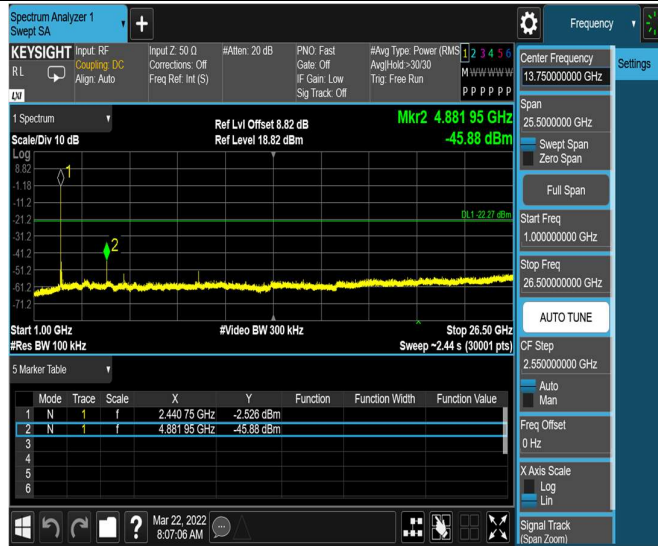 Spectrum Analyzer 1
Swept SA
+
Frequency
KEYSIGHT
RL
LXI
Input: RF
Coupling: DC
Align: Auto
Input Z: 50 Ω
Corrections: Off
Freq Ref: Int (S)
#Atten: 20 dB
PNO: Fast
Gate: Off
IF Gain: Low
Sig Track: Off
#Avg Type: Power (RMS
Avg|Hold:>30/30
Trig: Free Run
1 2 3 4 5 6
M W W W W W
P P P P P P
1 Spectrum
Scale/Div 10 dB
Log
Ref Lvl Offset 8.82 dB
Ref Level 18.82 dBm
Mkr2 4.881 95 GHz
-45.88 dBm
8.82
-1.18
-11.2
-21.2
-31.2
-41.2
-51.2
-61.2
-71.2
1
2
DL1 -22.27 dBm
Start 1.00 GHz
#Res BW 100 kHz
#Video BW 300 kHz
Stop 26.50 GHz
Sweep ~2.44 s (30001 pts)
5 Marker Table
Mode Trace Scale X Y Function Function Width Function Value
1 N 1 f 2.440 75 GHz -2.526 dBm
2 N 1 f 4.881 95 GHz -45.88 dBm
3
4
5
6
?
Mar 22, 2022
8:07:06 AM
Center Frequency
13.750000000 GHz
Settings
Span
25.5000000 GHz
Swept Span
Zero Span
Full Span
Start Freq
1.000000000 GHz
Stop Freq
26.500000000 GHz
AUTO TUNE
CF Step
2.550000000 GHz
Auto
Man
Freq Offset
0 Hz
X Axis Scale
Log
Lin
Signal Track
(Span Zoom)